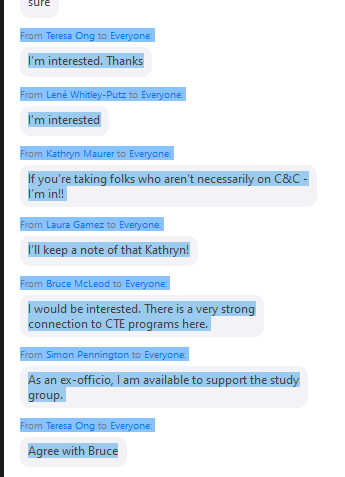 sure
From Teresa Ong to Everyone:
I'm interested. Thanks
From Lené Whitley-Putz to Everyone:
I'm interested
From Kathryn Maurer to Everyone:
If you're taking folks who aren't necessarily on C&C -
I'm in!!
From Laura Gamez to Everyone:
I'll keep a note of that Kathryn!
From Bruce McLeod to Everyone:
I would be interested. There is a very strong
connection to CTE programs here.
From Simon Pennington to Everyone:
As an ex-officio, I am available to support the study
group.
From Teresa Ong to Everyone:
Agree with Bruce